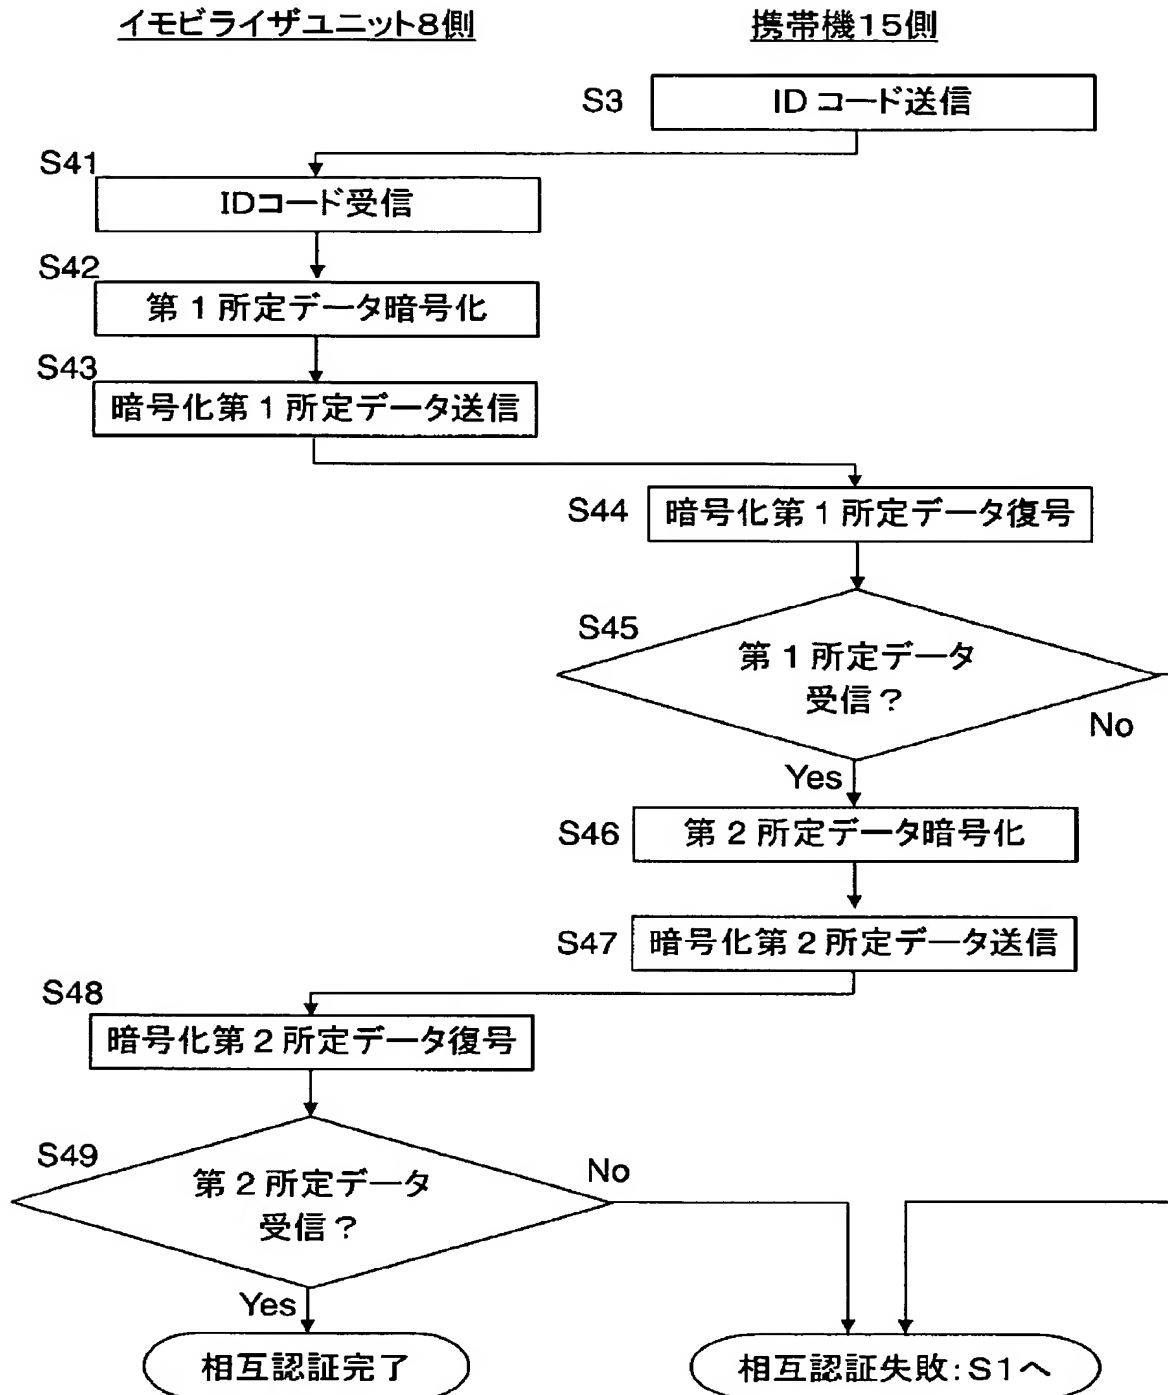 イモビライザユニット8側
携帯機15側
S3
IDコード送信
S41
IDコード受信
S42
第1所定データ暗号化
S43
暗号化第1所定データ送信
S44
暗号化第1所定データ復号
S45
第1所定データ
受信？
No
Yes
S46
第2所定データ暗号化
S47
暗号化第2所定データ送信
S48
暗号化第2所定データ復号
S49
第2所定データ
受信？
No
Yes
相互認証完了
相互認証失敗:S1へ